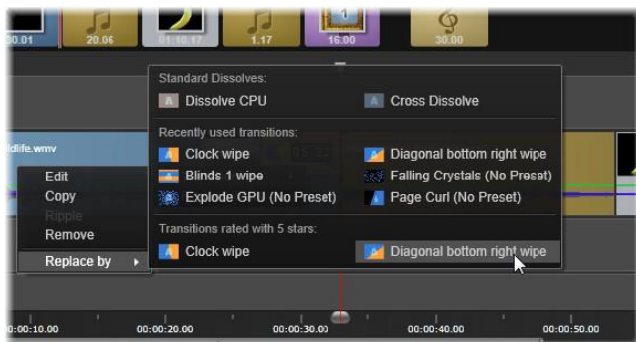 00.01 20.06 01:10.17 1.17 16.00 30.00
Standard Dissolves:
Dissolve CPU Cross Dissolve
Recently used transitions:
Clock wipe Diagonal bottom right wipe
Blinds 1 wipe Falling Crystals (No Preset)
Explode GPU (No Preset) Page Curl (No Preset)
Transitions rated with 5 stars:
Clock wipe Diagonal bottom right wipe
ldlife.wmv
Edit
Copy
Ripple
Remove
Replace by
0:00:10.00 00:00:20.00 00:00:30.00 00:00:40.00 00:00:50.00